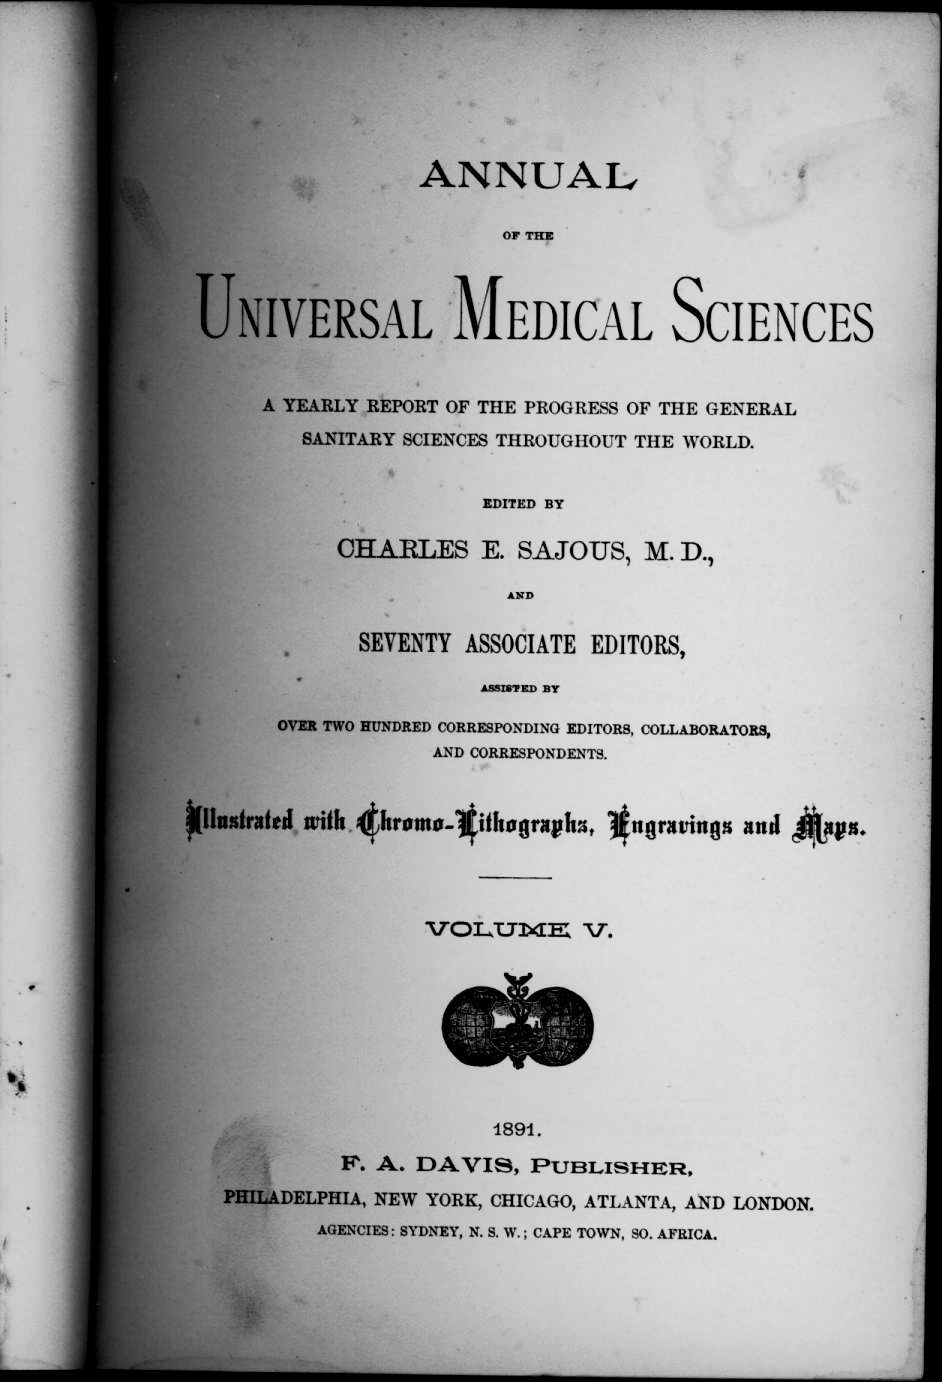 ANNUAL
OF THE
UNIVERSAL MEDICAL SCIENCES
A YEARLY REPORT OF THE PROGRESS OF THE GENERAL
SANITARY SCIENCES THROUGHOUT THE WORLD.
EDITED BY
CHARLES E. SAJOUS, M. D.,
AND
SEVENTY ASSOCIATE EDITORS,
ASSISTED BY
OVER TWO HUNDRED CORRESPONDING EDITORS, COLLABORATORS,
AND CORRESPONDENTS.
Illustrated with Chromo-Lithographs, Engravings and Maps.
VOLUME V.
1891.
F. A. DAVIS, PUBLISHER,
PHILADELPHIA, NEW YORK, CHICAGO, ATLANTA, AND LONDON.
AGENCIES: SYDNEY, N. S. W.; CAPE TOWN, SO. AFRICA.